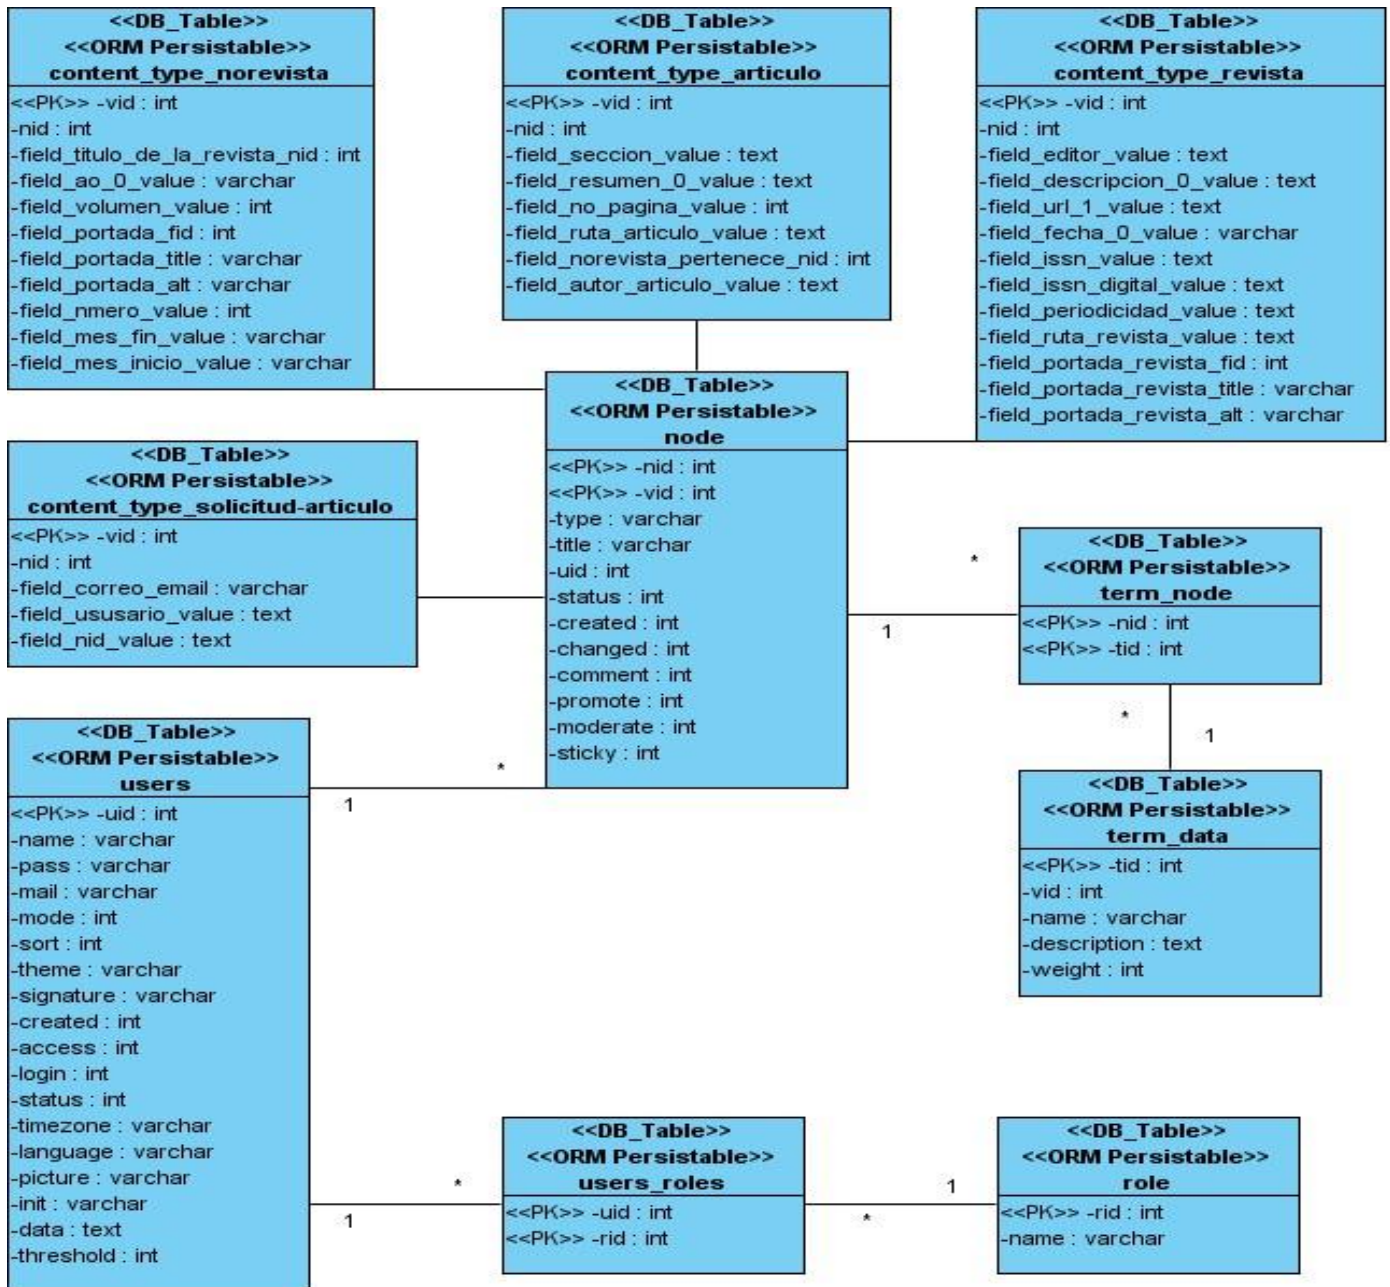 <<DB_Table>>
<<ORM Persistable>>
content_type_norevista
<<PK>> -vid : int
-nid : int
-field_titulo_de_la_revista_nid : int
-field_ao_0_value : varchar
-field_volumen_value : int
-field_portada_fid : int
-field_portada_title : varchar
-field_portada_alt : varchar
-field_nmero_value : int
-field_mes_fin_value : varchar
-field_mes_inicio_value : varchar
<<DB_Table>>
<<ORM Persistable>>
content_type_articulo
<<PK>> -vid : int
-nid : int
-field_seccion_value : text
-field_resumen_0_value : text
-field_no_pagina_value : int
-field_ruta_articulo_value : text
-field_norevista_pertenece_nid : int
-field_autor_articulo_value : text
<<DB_Table>>
<<ORM Persistable>>
content_type_revista
<<PK>> -vid : int
-nid : int
-field_editor_value : text
-field_descripcion_0_value : text
-field_url_1_value : text
-field_fecha_0_value : varchar
-field_issn_value : text
-field_issn_digital_value : text
-field_periodicidad_value : text
-field_ruta_revista_value : text
-field_portada_revista_fid : int
-field_portada_revista_title : varchar
-field_portada_revista_alt : varchar
<<DB_Table>>
<<ORM Persistable>>
content_type_solicitud-articulo
<<PK>> -vid : int
-nid : int
-field_correo_email : varchar
-field_ususario_value : text
-field_nid_value : text
<<DB_Table>>
<<ORM Persistable>>
node
<<PK>> -nid : int
<<PK>> -vid : int
-type : varchar
-title : varchar
-uid : int
-status : int
-created : int
-changed : int
-comment : int
-promote : int
-moderate : int
-sticky : int
*
1
<<DB_Table>>
<<ORM Persistable>>
term_node
<<PK>> -nid : int
<<PK>> -tid : int
*
1
<<DB_Table>>
<<ORM Persistable>>
term_data
<<PK>> -tid : int
-vid : int
-name : varchar
-description : text
-weight : int
<<DB_Table>>
<<ORM Persistable>>
users
<<PK>> -uid : int
-name : varchar
-pass : varchar
-mail : varchar
-mode : int
-sort : int
-theme : varchar
-signature : varchar
-created : int
-access : int
-login : int
-status : int
-timezone : varchar
-language : varchar
-picture : varchar
-init : varchar
-data : text
-threshold : int
*
1
*
1
<<DB_Table>>
<<ORM Persistable>>
users_roles
<<PK>> -uid : int
<<PK>> -rid : int
1
*
<<DB_Table>>
<<ORM Persistable>>
role
<<PK>> -rid : int
-name : varchar